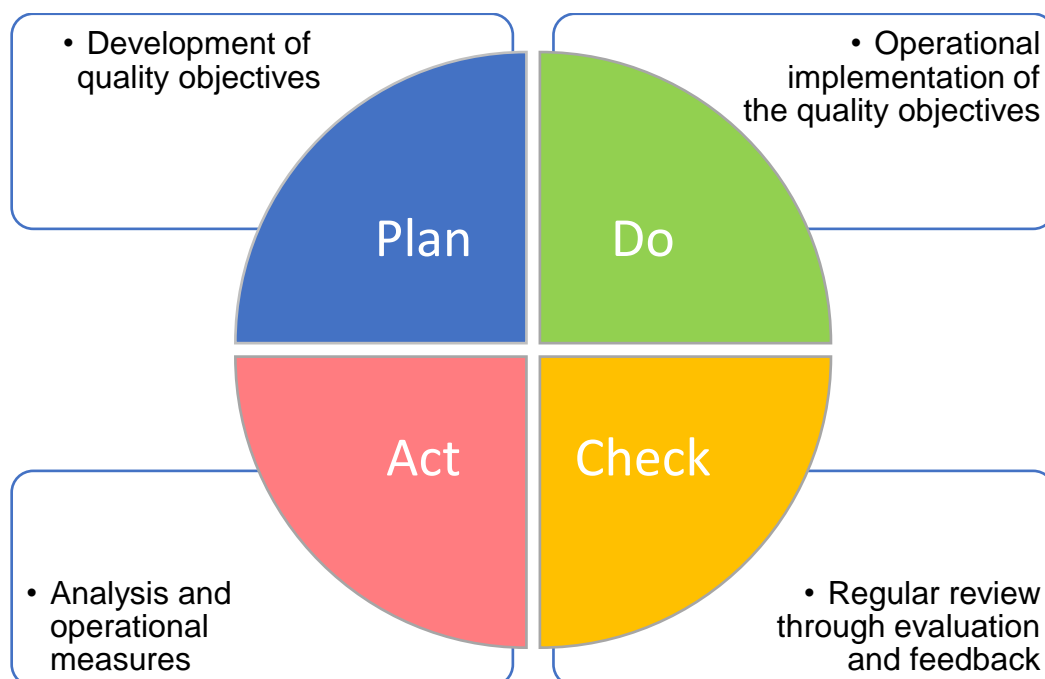 • Development of
quality objectives
• Operational
implementation of
the quality objectives
Plan
Do
Act
Check
• Analysis and
operational
measures
• Regular review
through evaluation
and feedback